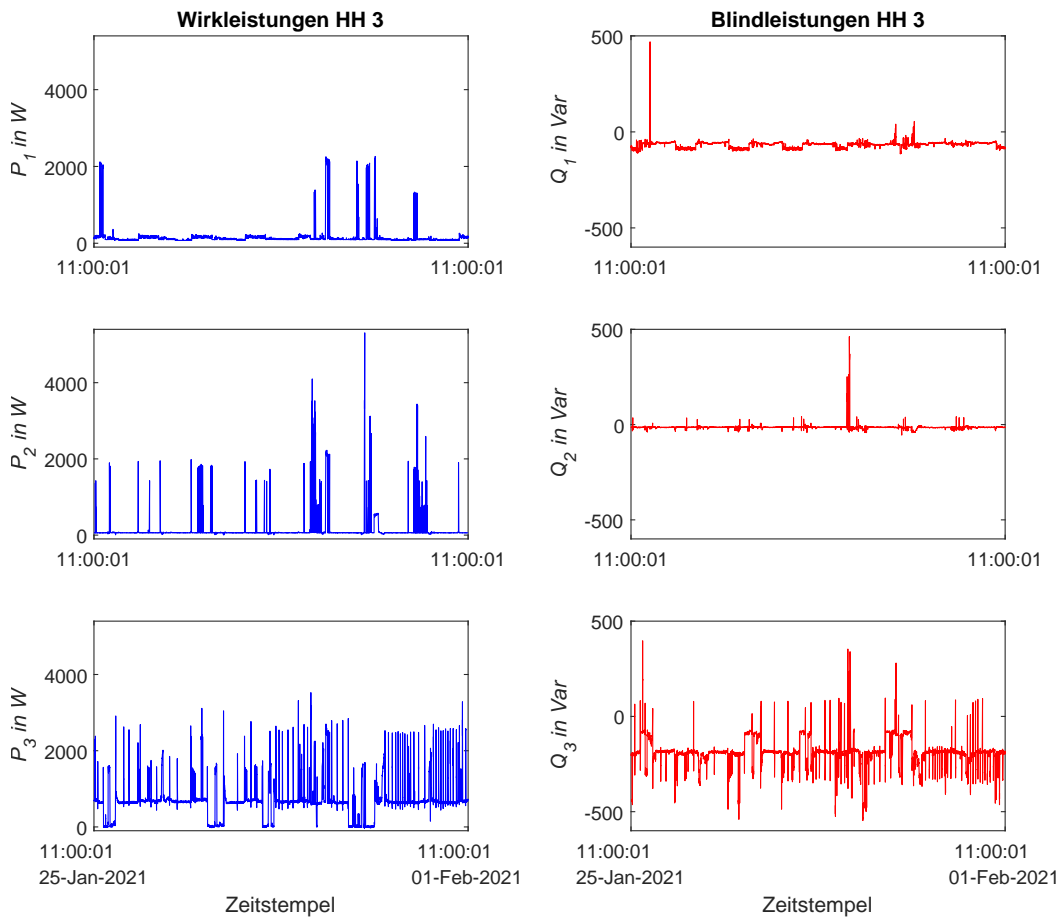 Wirkleistungen HH 3
4000
2000
0
P1 in W
11:00:01
11:00:01
Blindleistungen HH 3
500
0
-500
Q1 in Var
11:00:01
11:00:01
4000
2000
0
P2 in W
11:00:01
11:00:01
500
0
-500
Q2 in Var
11:00:01
11:00:01
4000
2000
0
P3 in W
11:00:01
11:00:01
25-Jan-2021
01-Feb-2021
Zeitstempel
500
0
-500
Q3 in Var
11:00:01
11:00:01
25-Jan-2021
01-Feb-2021
Zeitstempel